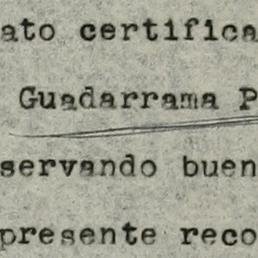 ato certifica
Guadarrama P
servando buen
presente reco